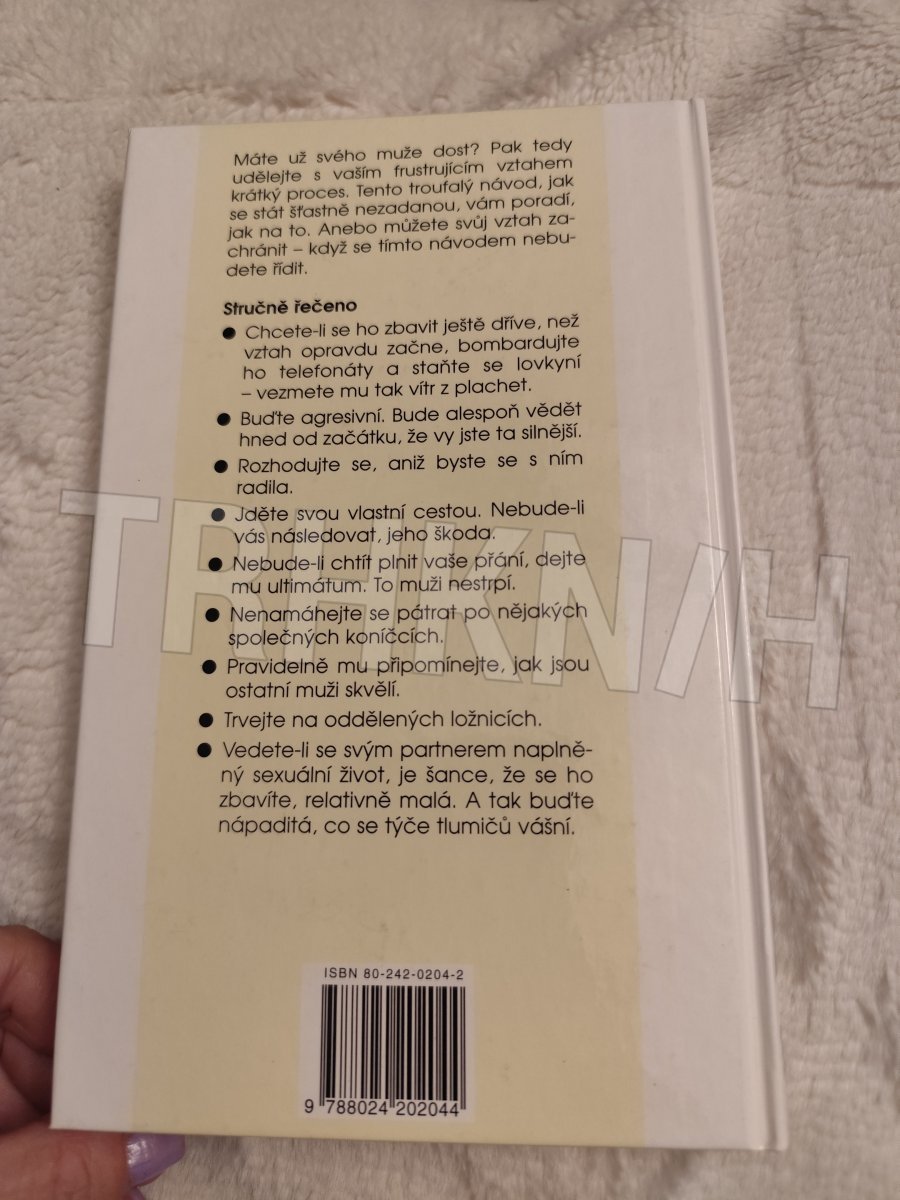 Máte už svého muže dost? Pak tedy
udělejte s vaším frustrujícím vztahem
krátký proces. Tento troufalý návod, jak
se stát šťastně nezadanou, vám poradí,
jak na to. Anebo můžete svůj vztah za-
chránit – když se tímto návodem nebu-
dete řídit.
Stručně řečeno
● Chcete-li se ho zbavit ještě dříve, než
vztah opravdu začne, bombardujte
ho telefonáty a staňte se lovkyní
– vezmete mu tak vítr z plachet.
● Buďte agresivní. Bude alespoň vědět
hned od začátku, že vy jste ta silnější.
● Rozhodujte se, aniž byste se s ním
radila.
● Jděte svou vlastní cestou. Nebude-li
vás následovat, jeho škoda.
● Nebude-li chtít plnit vaše přání, dejte
mu ultimátum. To muži nestrpí.
● Nenamáhejte se pátrat po nějakých
společných koníčcích.
● Pravidelně mu připomínejte, jak jsou
ostatní muži skvělí.
● Trvejte na oddělených ložnicích.
● Vedete-li se svým partnerem naplně-
ný sexuální život, je šance, že se ho
zbavíte, relativně malá. A tak buďte
nápaditá, co se týče tlumičů vášní.
TRHKNIH
ISBN 80-242-0204-2
9 788024 202044